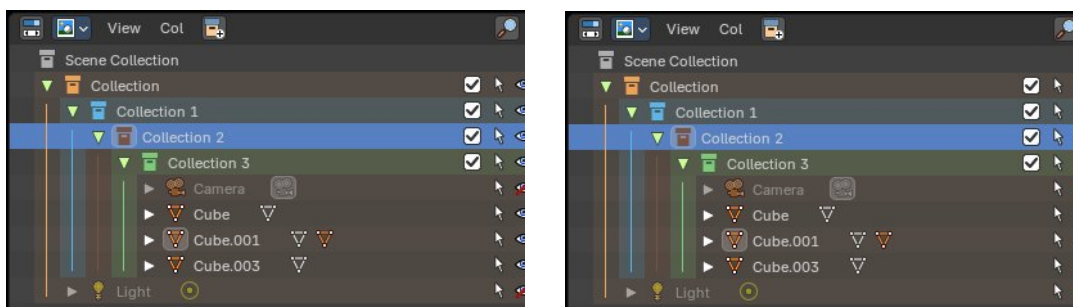 View Col
Scene Collection
Collection
Collection 1
Collection 2
Collection 3
Camera
Cube
Cube.001
Cube.003
Light
View Col
Scene Collection
Collection
Collection 1
Collection 2
Collection 3
Camera
Cube
Cube.001
Cube.003
Light